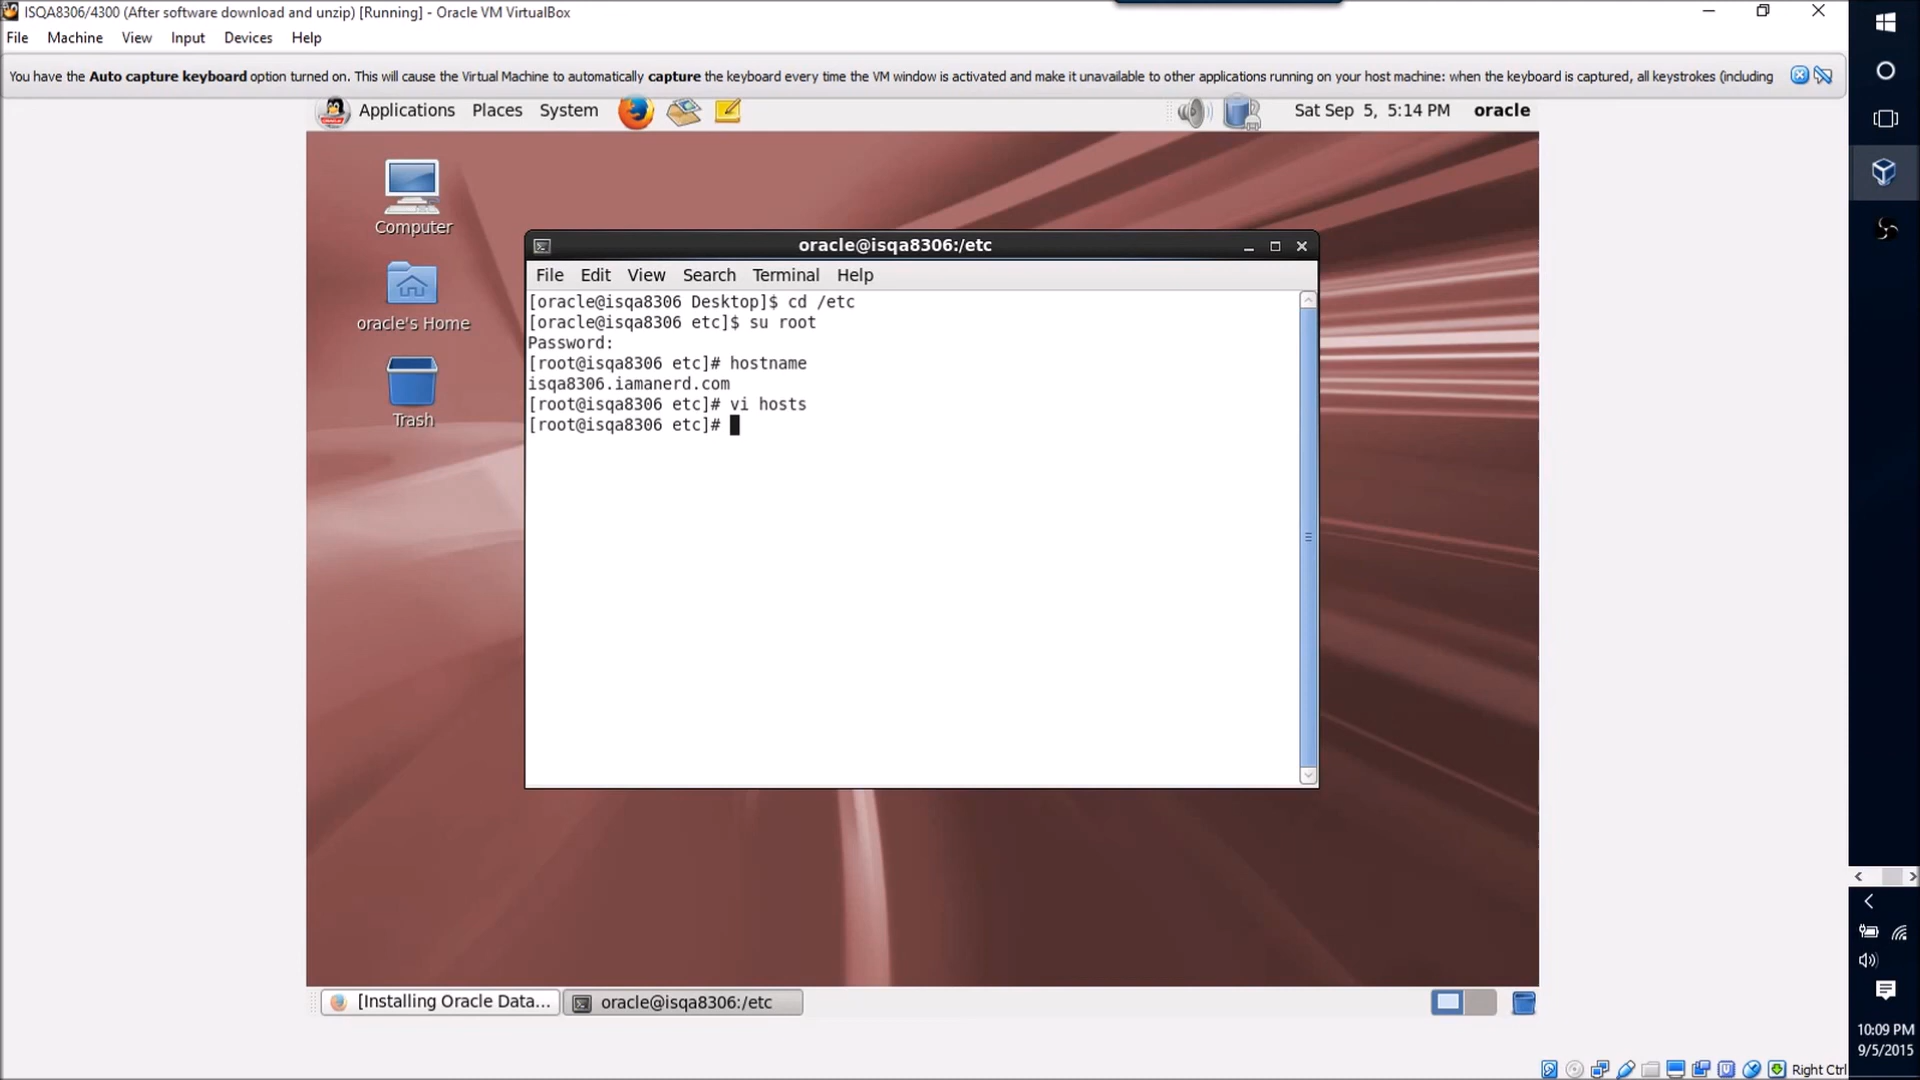 ISQA8306/4300 (After software download and unzip) [Running] - Oracle VM VirtualBox
File Machine View Input Devices Help
You have the Auto capture keyboard option turned on. This will cause the Virtual Machine to automatically capture the keyboard every time the VM window is activated and make it unavailable to other applications running on your host machine: when the keyboard is captured, all keystrokes (including
Applications Places System
Sat Sep 5, 5:14 PM oracle
Computer
oracle's Home
Trash
oracle@isqa8306:/etc
File Edit View Search Terminal Help
[oracle@isqa8306 Desktop]$ cd /etc
[oracle@isqa8306 etc]$ su root
Password:
[root@isqa8306 etc]# hostname
isqa8306.iamanerd.com
[root@isqa8306 etc]# vi hosts
[root@isqa8306 etc]#
[Installing Oracle Data...
oracle@isqa8306:/etc
10:09 PM
9/5/2015
Right Ctrl